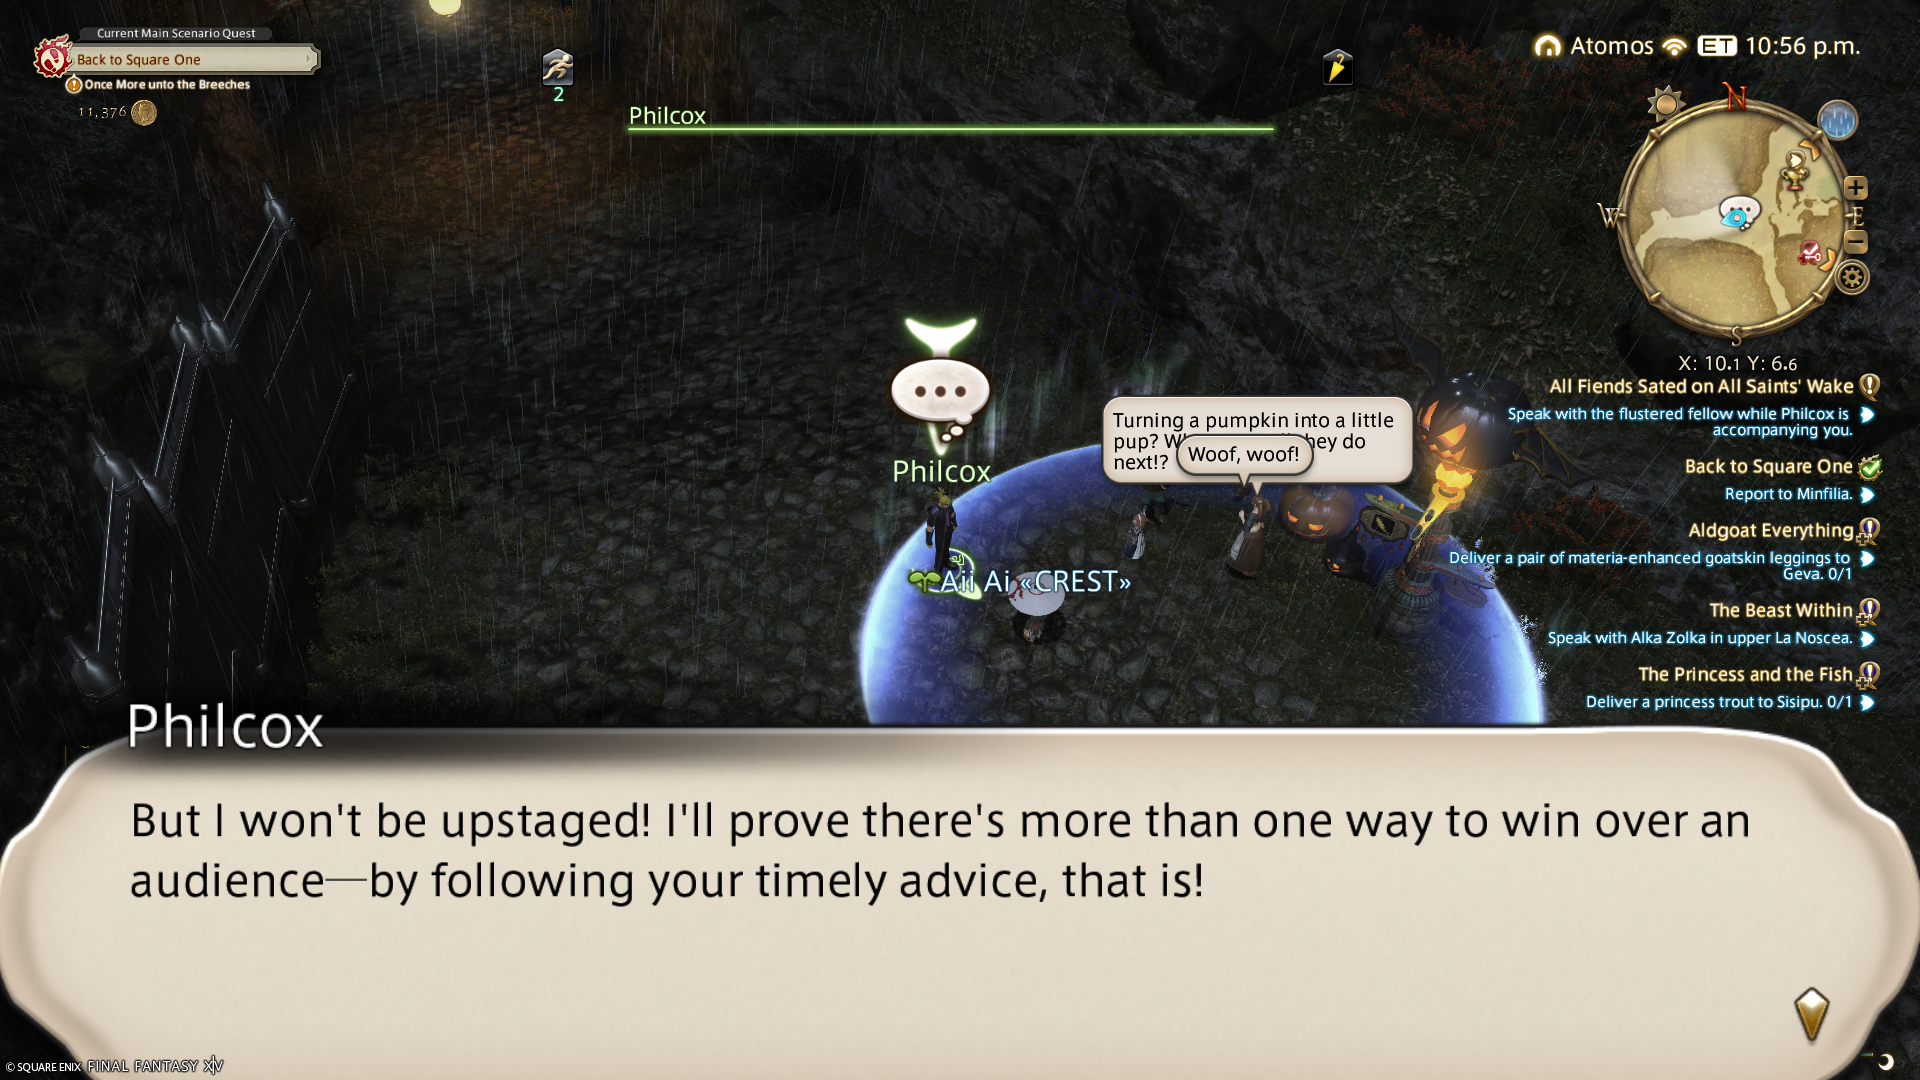 Current Main Scenario Quest
Back to Square One
Once More unto the Breeches
11,376
2
Philcox
Atomos ET 10:56 p.m.
N
W
E
S
X: 10.1 Y: 6.6
All Fiends Sated on All Saints' Wake
Speak with the flustered fellow while Philcox is
accompanying you.
Back to Square One
Report to Minfilia.
Aldgoat Everything
Deliver a pair of materia-enhanced goatskin leggings to
Geva. 0/1
The Beast Within
Speak with Alka Zolka in upper La Noscea.
The Princess and the Fish
Deliver a princess trout to Sisipu. 0/1
Turning a pumpkin into a little
pup? hey do
next!?
Woof, woof!
Philcox
Aii Ai «CREST»
Philcox
But I won't be upstaged! I'll prove there's more than one way to win over an
audience—by following your timely advice, that is!
© SQUARE ENIX FINAL FANTASY XIV